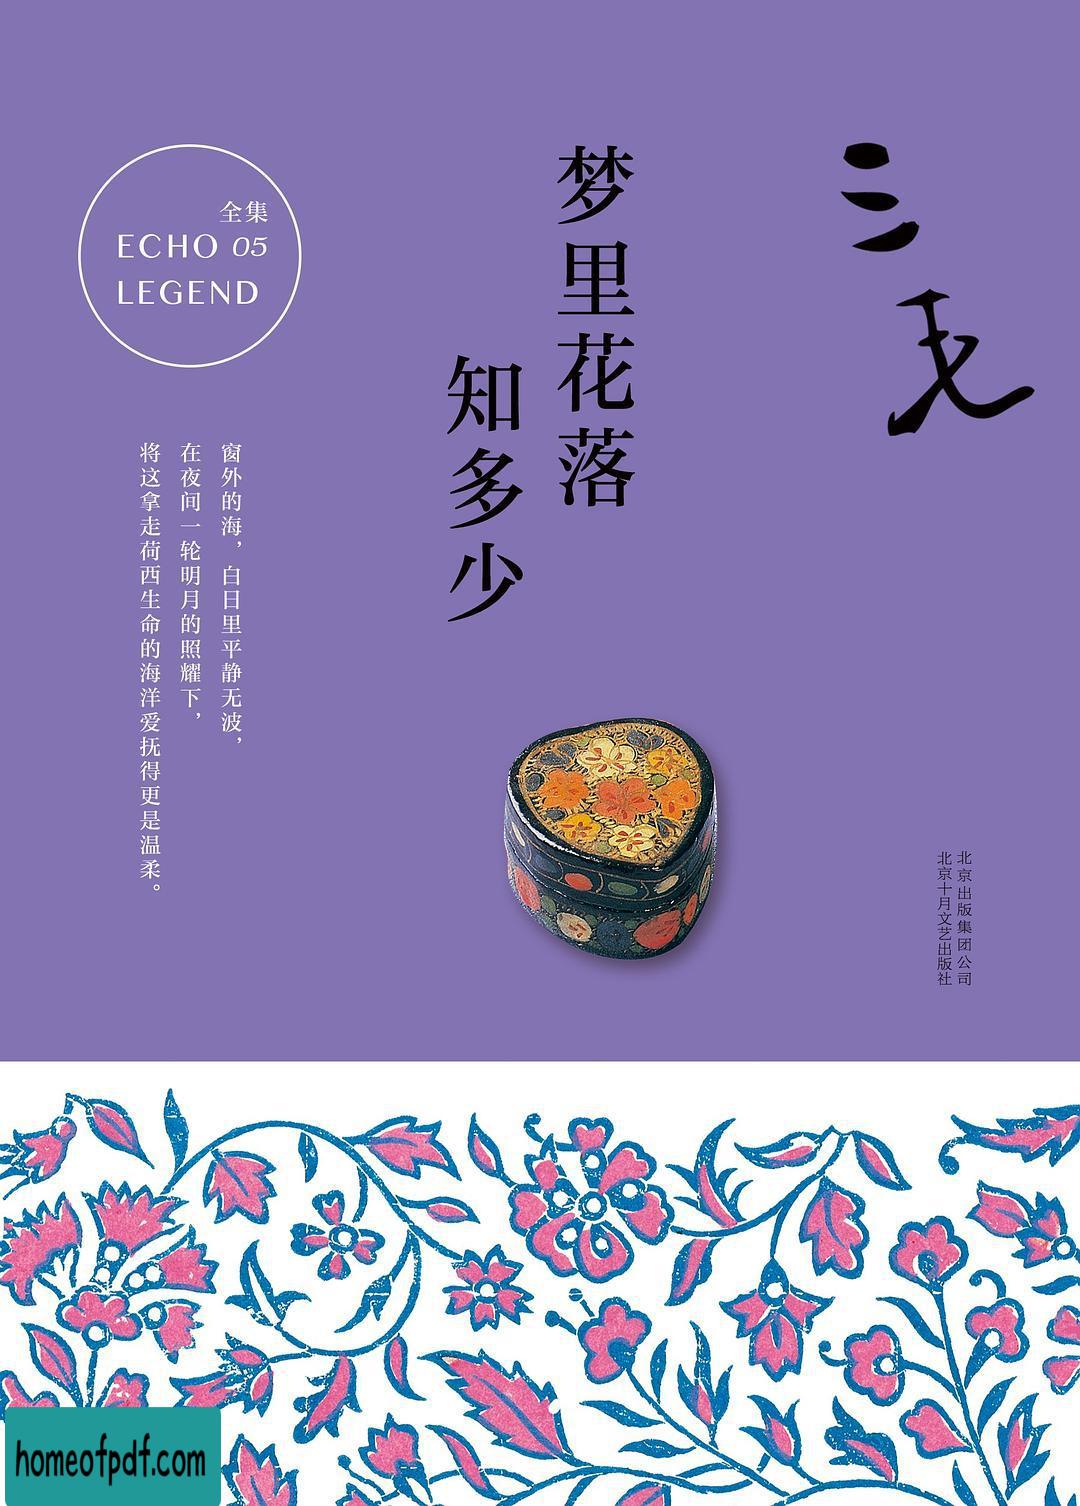 三毛
梦里花落
知多少
全集
ECHO 05
LEGEND
窗外的海，白日里平静无波，
在夜间一轮明月的照耀下，
将这拿走荷西生命的海洋爱抚得更是温柔。
北京出版集团公司
北京十月文艺出版社
homeofpdf.com